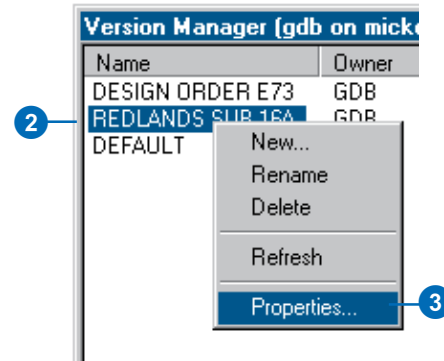 Version Manager (gdb on
Name Owner
DESIGN ORDER E73 GDB
2
REDLANDS SUB 16A GDB
DEFAULT
New...
Rename
Delete
Refresh
Properties...
3